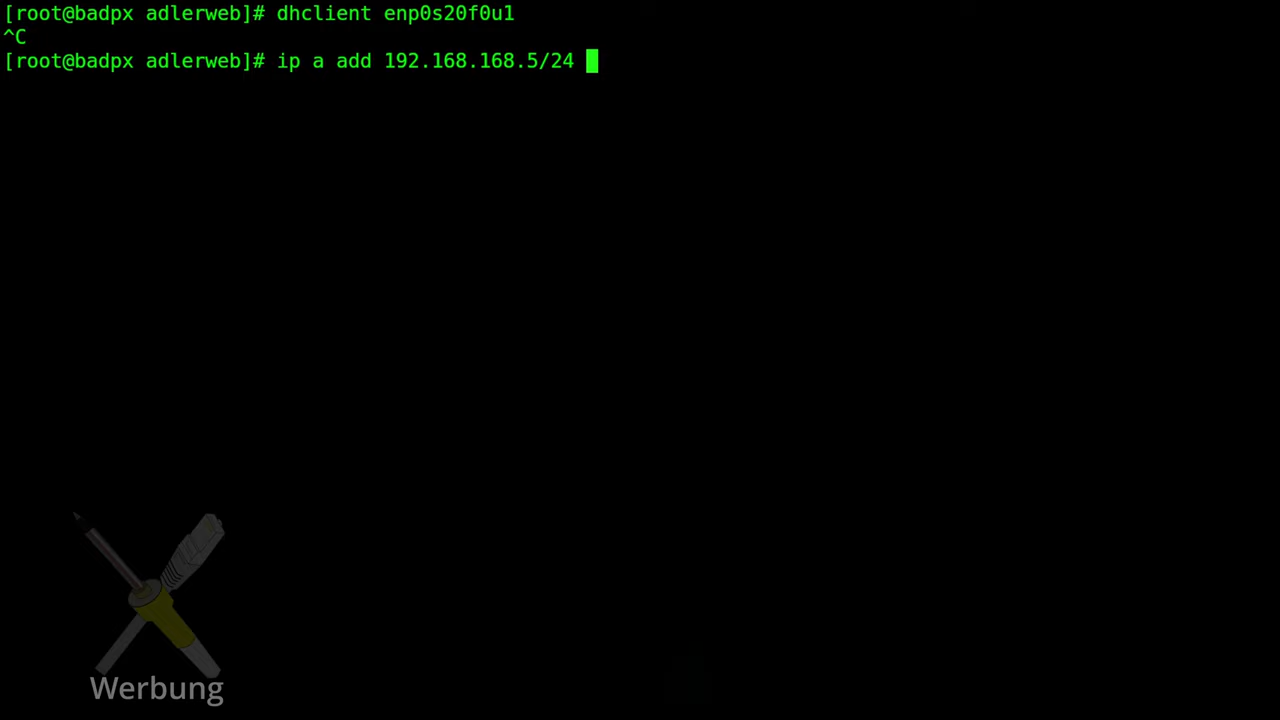 [root@badpx adlerweb]# dhclient enp0s20f0u1
^C
[root@badpx adlerweb]# ip a add 192.168.168.5/24
Werbung